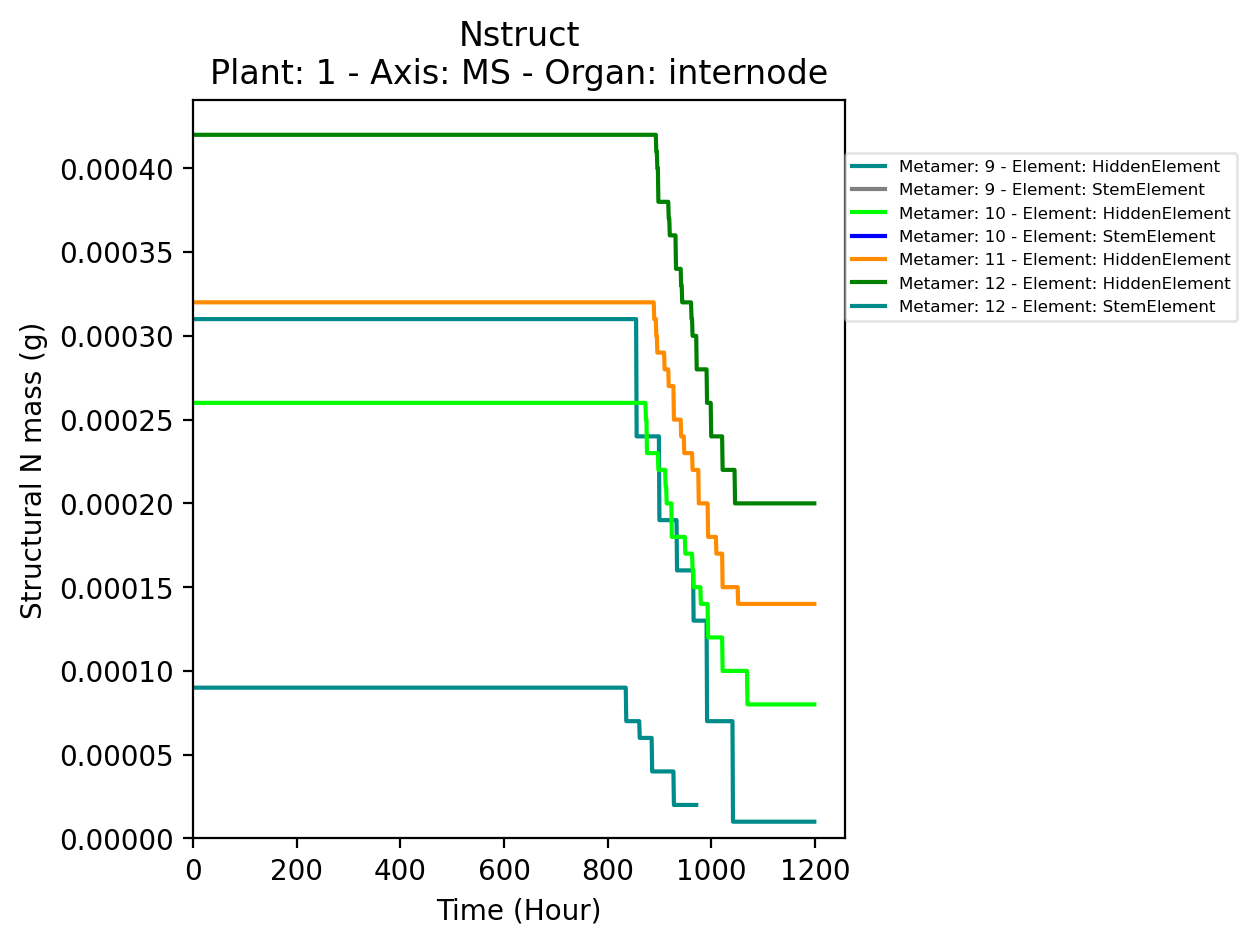 Nstruct
Plant: 1 - Axis: MS - Organ: internode
Structural N mass (g)
0.00040
0.00035
0.00030
0.00025
0.00020
0.00015
0.00010
0.00005
0.00000
0 200 400 600 800 1000 1200
Time (Hour)
Metamer: 9 - Element: HiddenElement
Metamer: 9 - Element: StemElement
Metamer: 10 - Element: HiddenElement
Metamer: 10 - Element: StemElement
Metamer: 11 - Element: HiddenElement
Metamer: 12 - Element: HiddenElement
Metamer: 12 - Element: StemElement